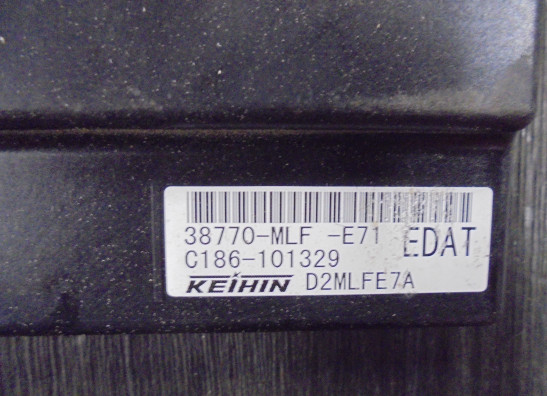 38770-MLF -E71 EDAT
C186-101329
KEIHIN D2MLFE7A